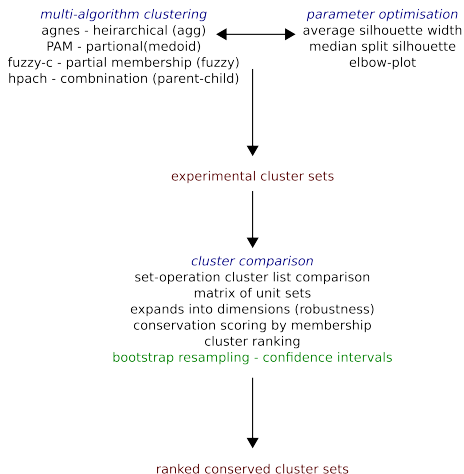 multi-algorithm clustering
agnes - heirarchical (agg)
PAM - partional(medoid)
fuzzy-c - partial membership (fuzzy)
hpach - combnination (parent-child)
parameter optimisation
average silhouette width
median split silhouette
elbow-plot
experimental cluster sets
cluster comparison
set-operation cluster list comparison
matrix of unit sets
expands into dimensions (robustness)
conservation scoring by membership
cluster ranking
bootstrap resampling - confidence intervals
ranked conserved cluster sets